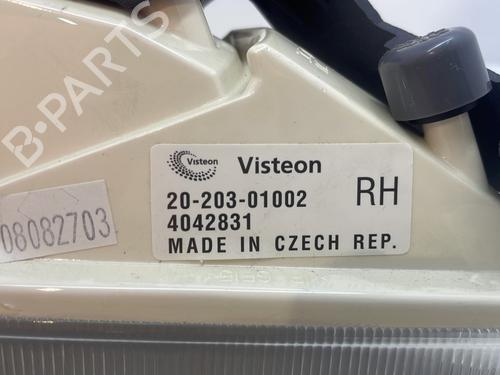 B-PARTS
Visteon Visteon
20-203-01002 RH
4042831
MADE IN CZECH REP.
08082703